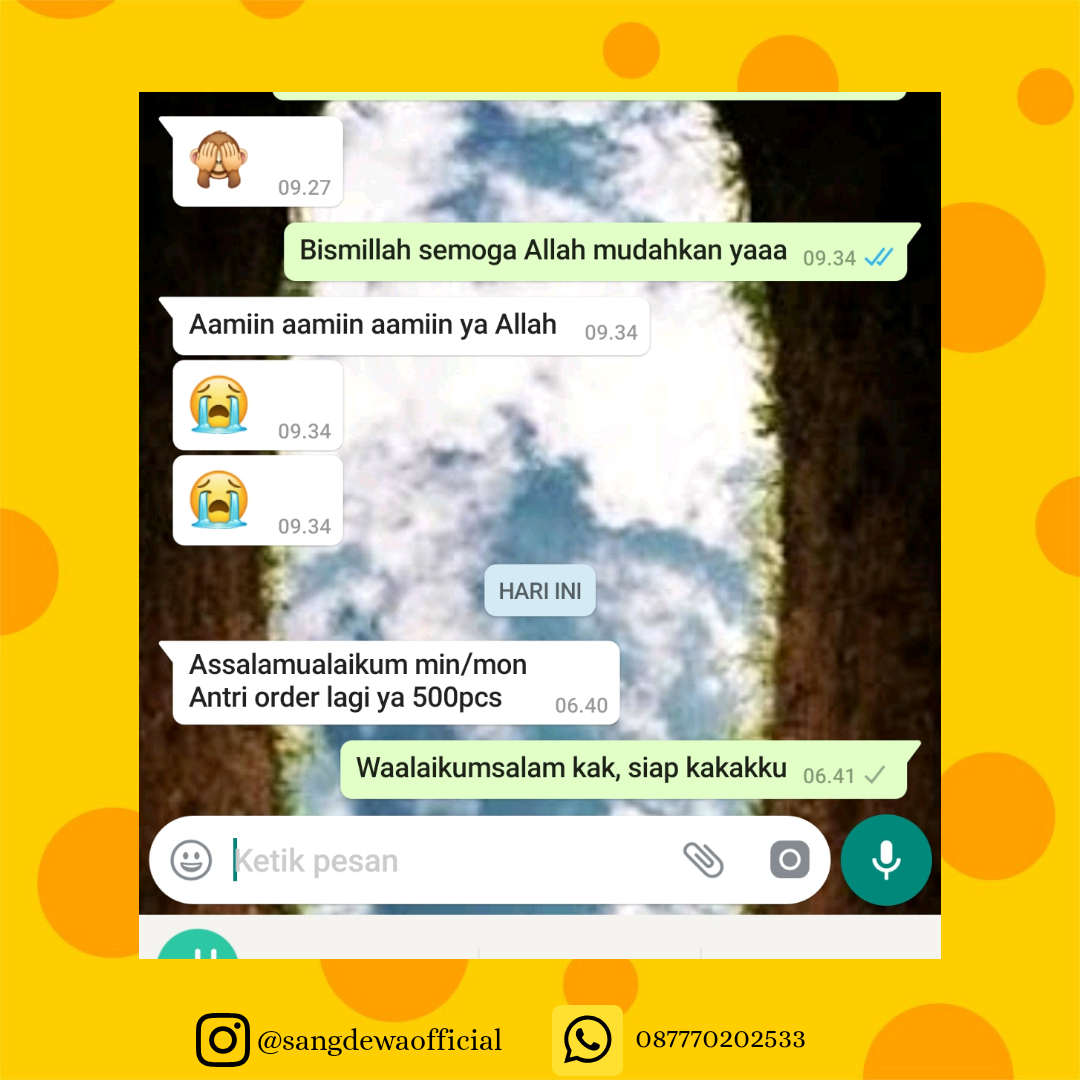 09.27
Bismillah semoga Allah mudahkan yaaa 09.34
Aamiin aamiin aamiin ya Allah 09.34
09.34
09.34
HARI INI
Assalamualaikum min/mon
Antri order lagi ya 500pcs 06.40
Waalaikumsalam kak, siap kakakku 06.41
Ketik pesan
@sangdewaofficial 087770202533